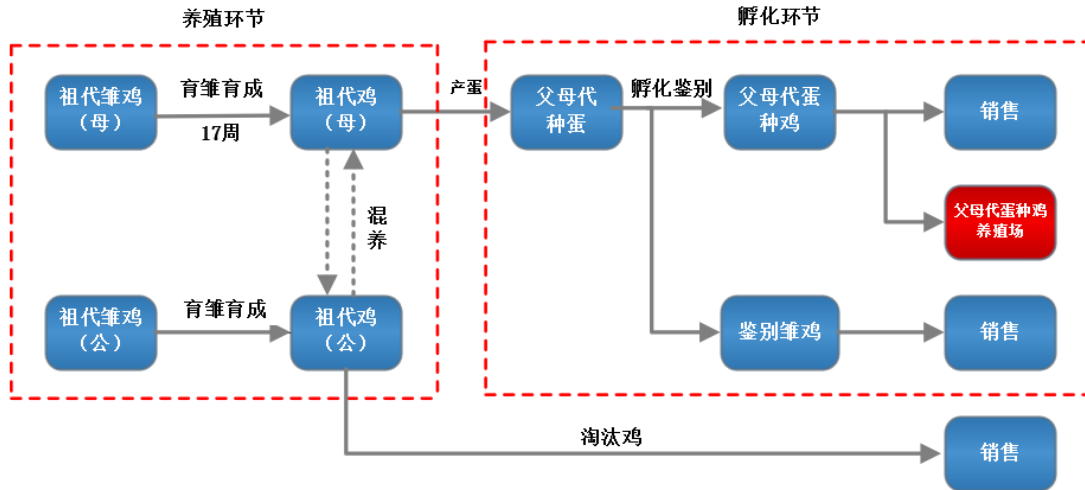 养殖环节
孵化环节
祖代雏鸡
（母）
育雏育成
17周
祖代鸡
（母）
产蛋
父母代
种蛋
孵化鉴别
父母代蛋
种鸡
销售
父母代蛋种鸡
养殖场
混
养
祖代雏鸡
（公）
育雏育成
祖代鸡
（公）
鉴别雏鸡
销售
淘汰鸡
销售